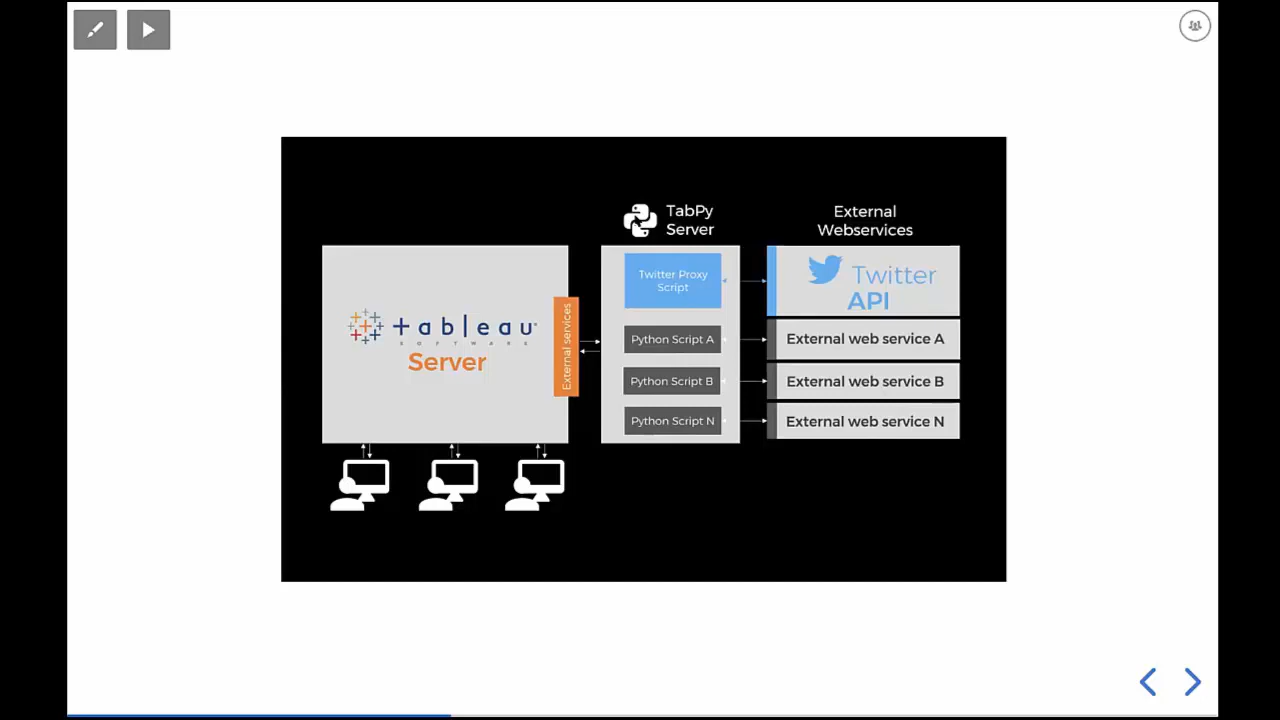 TabPy
Server
External
Webservices
Twitter Proxy
Script
Twitter
API
tableau
SOFTWARE
Server
External services
Python Script A
External web service A
Python Script B
External web service B
Python Script N
External web service N